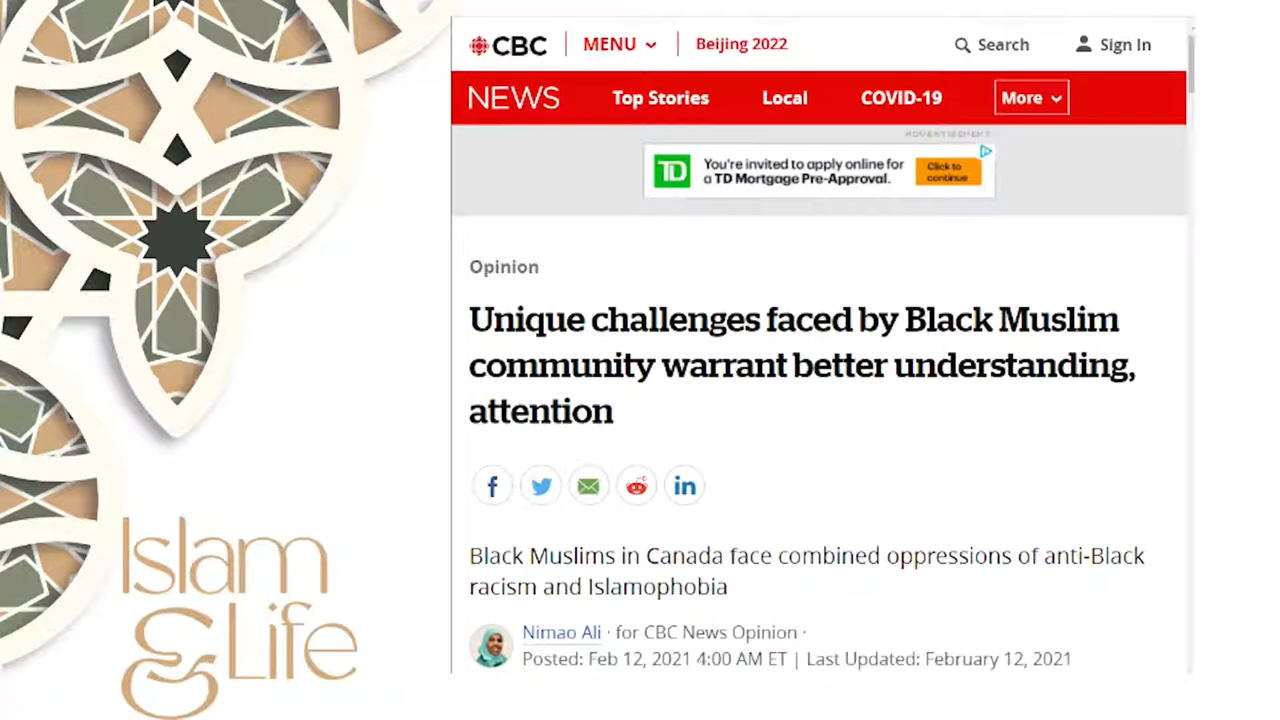 CBC MENU Beijing 2022 Search Sign In
NEWS Top Stories Local COVID-19 More
ADVERTISEMENT
TD You're invited to apply online for
a TD Mortgage Pre-Approval.
Click to
continue
Opinion
Unique challenges faced by Black Muslim
community warrant better understanding,
attention
Black Muslims in Canada face combined oppressions of anti-Black
racism and Islamophobia
Nimao Ali · for CBC News Opinion ·
Posted: Feb 12, 2021 4:00 AM ET | Last Updated: February 12, 2021
Islam
& Life